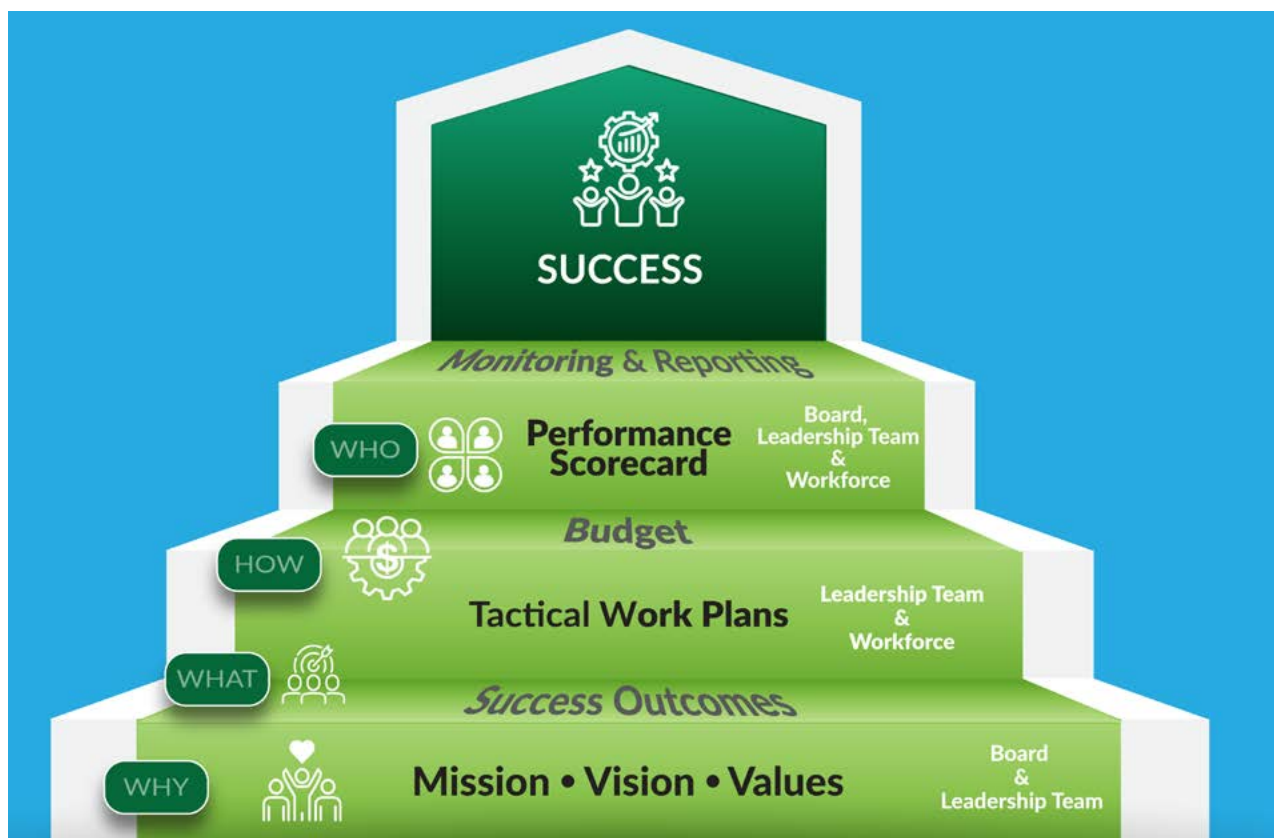 SUCCESS
Monitoring & Reporting
WHO
Performance
Scorecard
Board,
Leadership Team
&
Workforce
Budget
HOW
$
Tactical Work Plans
Leadership Team
&
Workforce
WHAT
Success Outcomes
WHY
Mission • Vision • Values
Board
&
Leadership Team